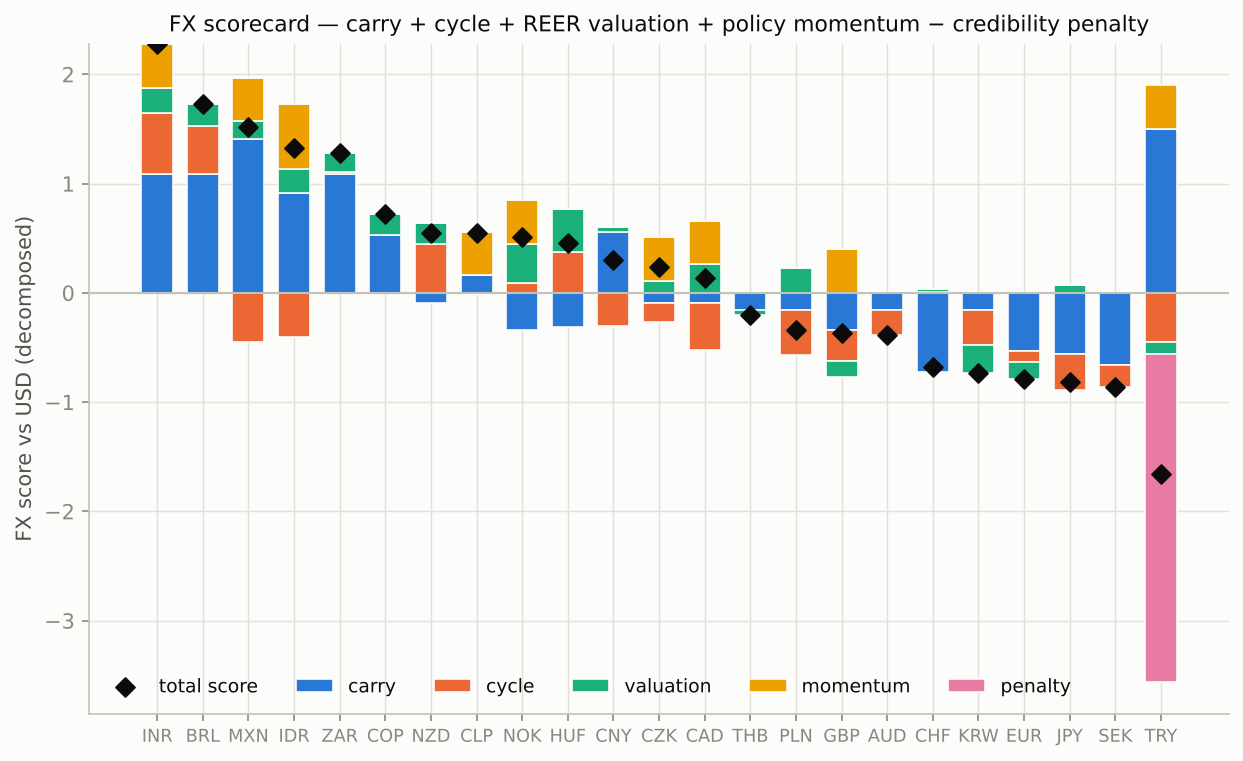 FX scorecard — carry + cycle + REER valuation + policy momentum − credibility penalty
FX score vs USD (decomposed)
2
1
0
−1
−2
−3
total score carry cycle valuation momentum penalty
INR BRL MXN IDR ZAR COP NZD CLP NOK HUF CNY CZK CAD THB PLN GBP AUD CHF KRW EUR JPY SEK TRY